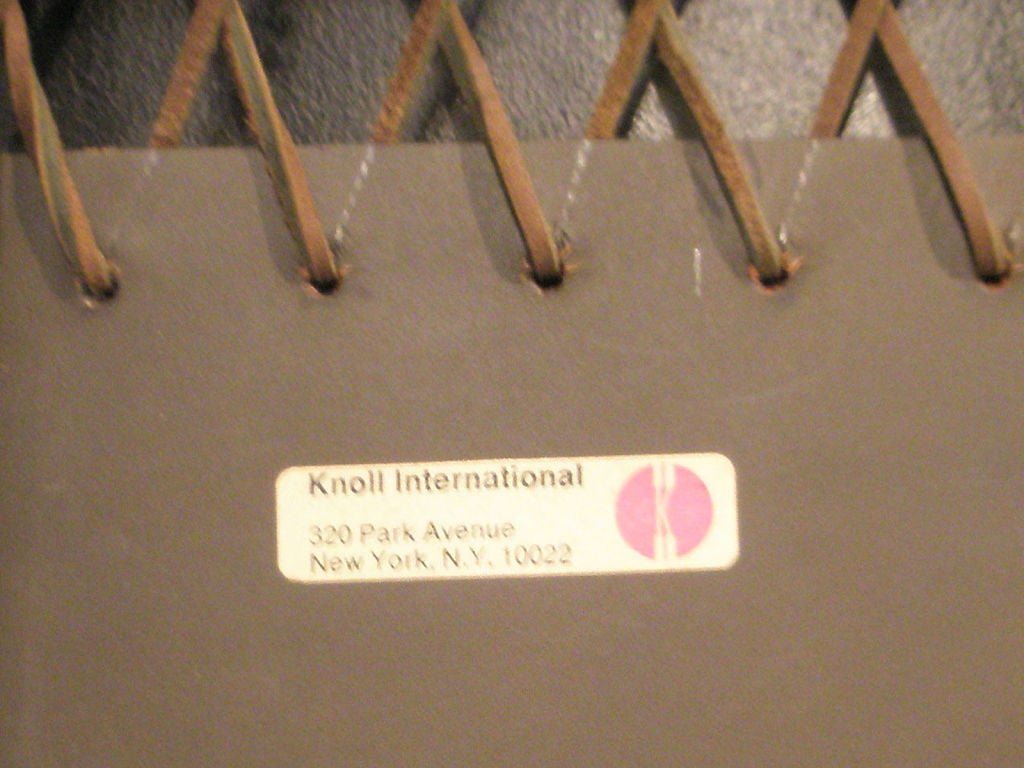 Knoll International
320 Park Avenue
New York, N.Y. 10022
K